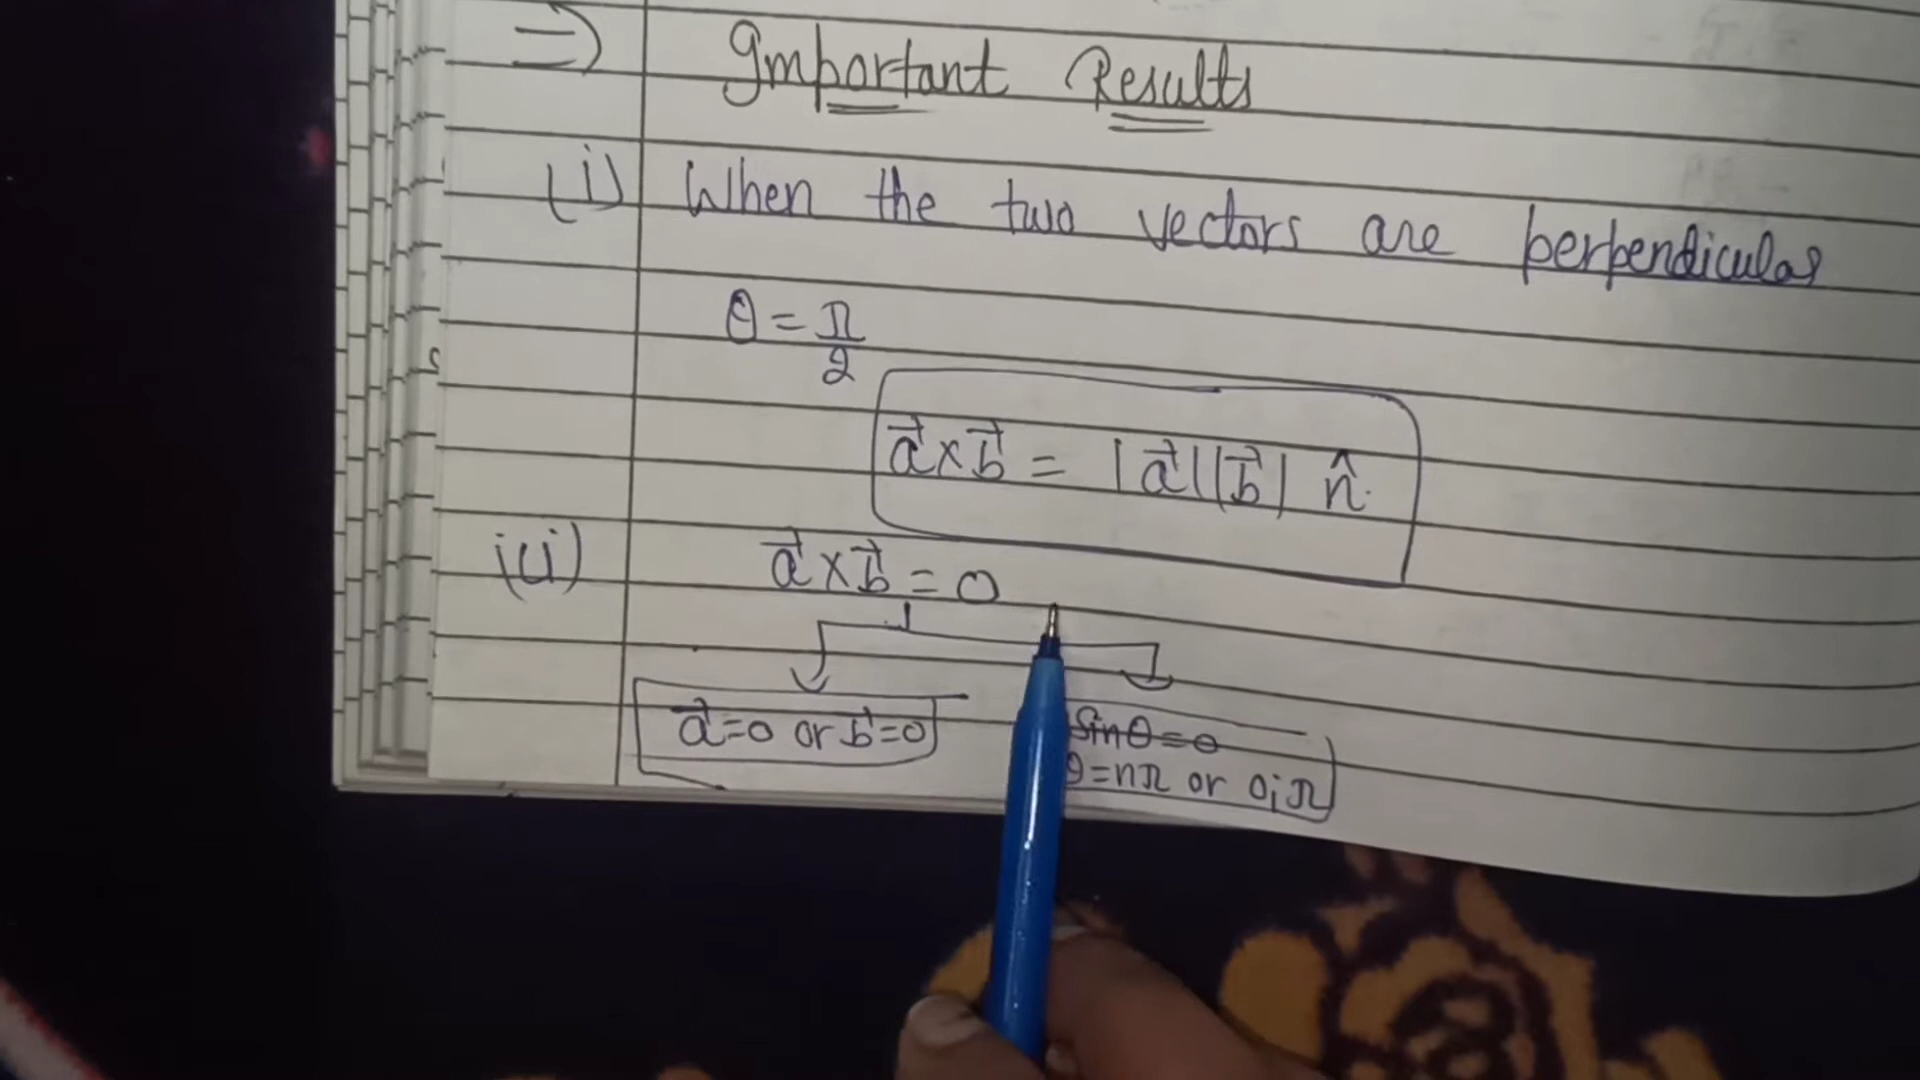 =) Important Results
(i) When the two vectors are perpendicular
θ = π/2
a⃗×b⃗ = |a⃗||b⃗| n̂.
(ii) a⃗×b⃗ = 0
a⃗=0 or b⃗=0
sinθ=0
θ=nπ or 0,π